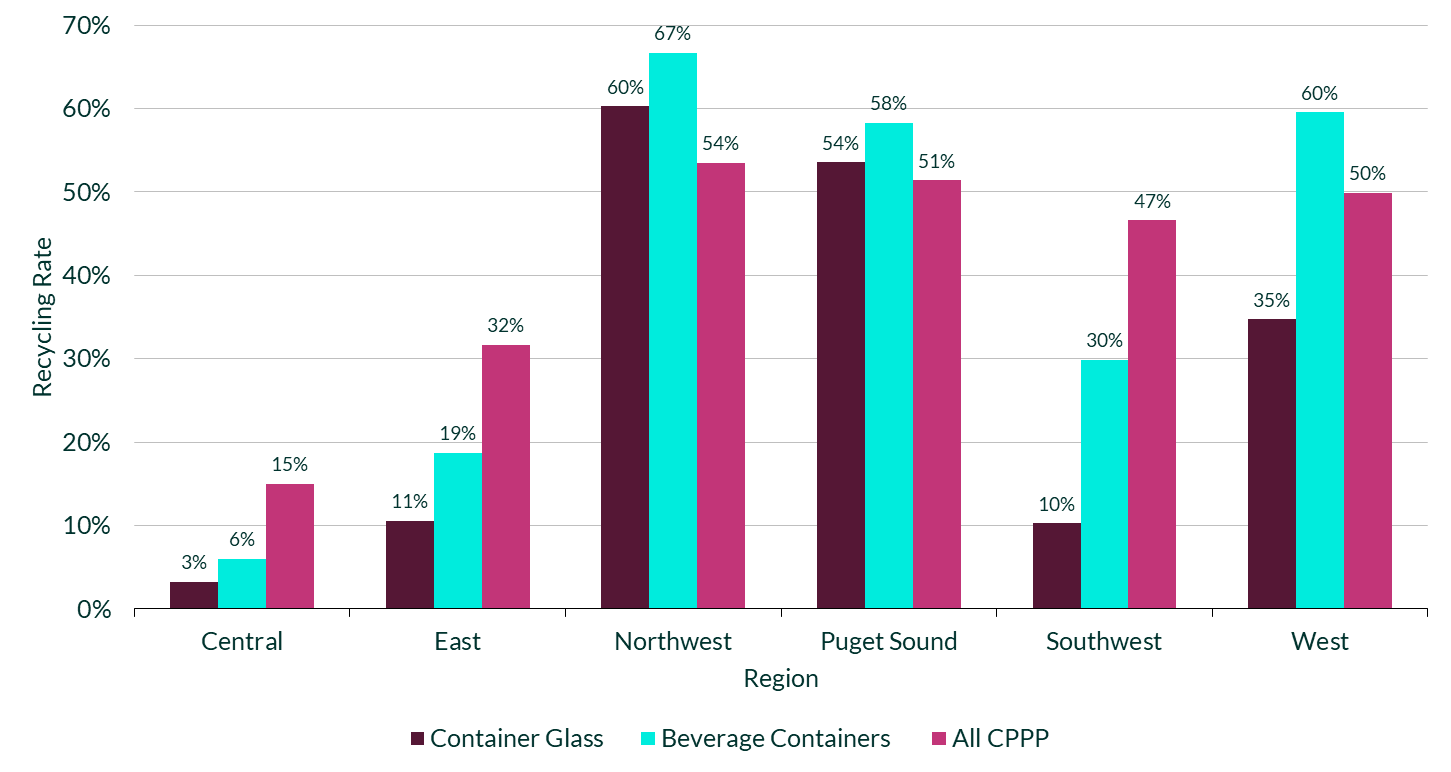 70%
60%
50%
40%
30%
20%
10%
0%
Recycling Rate
3%
6%
15%
11%
19%
32%
60%
67%
54%
54%
58%
51%
10%
30%
47%
35%
60%
50%
Central
East
Northwest
Puget Sound
Southwest
West
Region
Container Glass
Beverage Containers
All CPPP